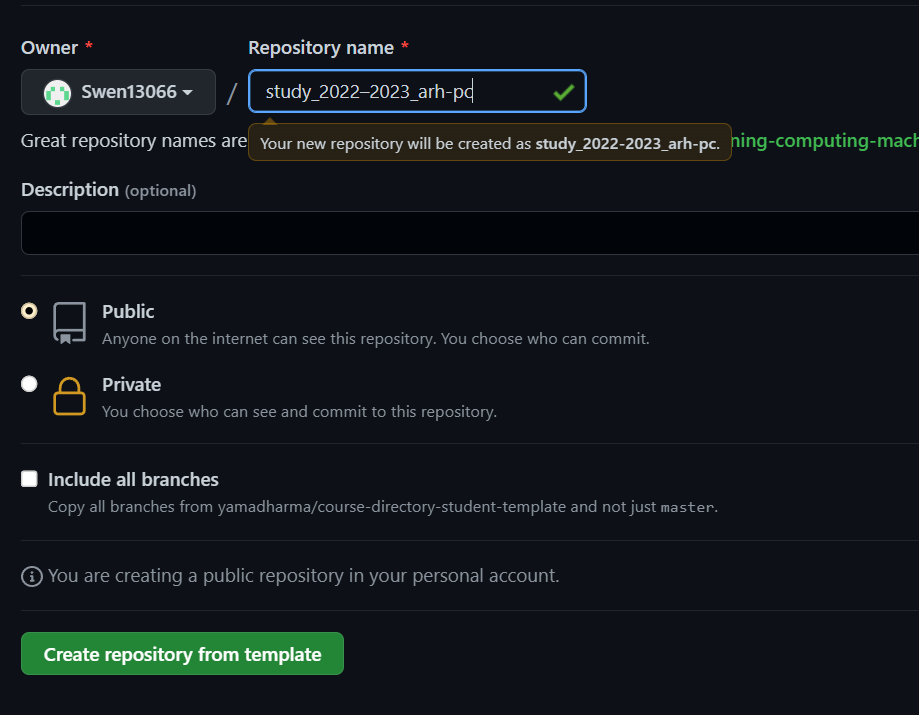 Owner * Repository name *
Swen13066 / study_2022–2023_arh-pc
Great repository names are ning-computing-mach
Your new repository will be created as study_2022-2023_arh-pc.
Description (optional)
Public
Anyone on the internet can see this repository. You choose who can commit.
Private
You choose who can see and commit to this repository.
Include all branches
Copy all branches from yamadharma/course-directory-student-template and not just master.
You are creating a public repository in your personal account.
Create repository from template